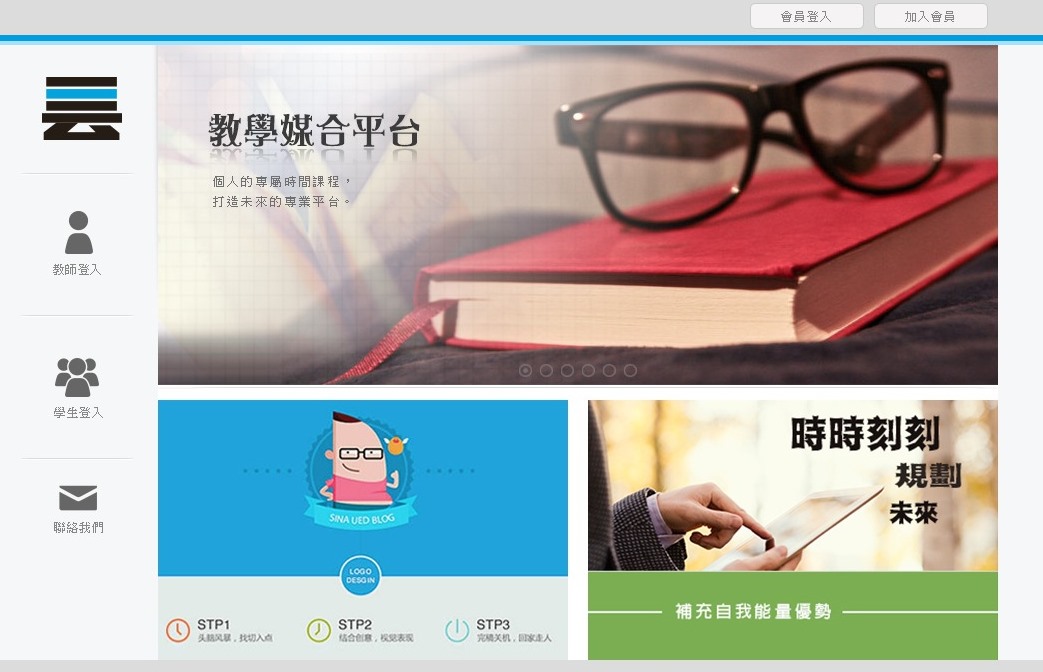 會員登入
加入會員
教學媒合平台
個人的專屬時間課程，
打造未來的專業平台。
教師登入
學生登入
聯絡我們
SINA UED BLOG
LOGO
DESGIN
STP1
头脑风暴，找切入点
STP2
结合创意，视觉表现
STP3
完稿关机，回家走人
時時刻刻
規劃
未來
補充自我能量優勢